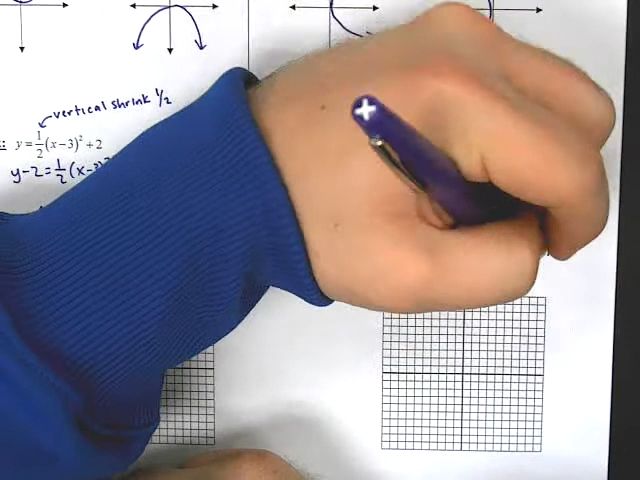 vertical shrink 1/2
y = 1/2 (x-3)² + 2
y-2 = 1/2 (x-3)²